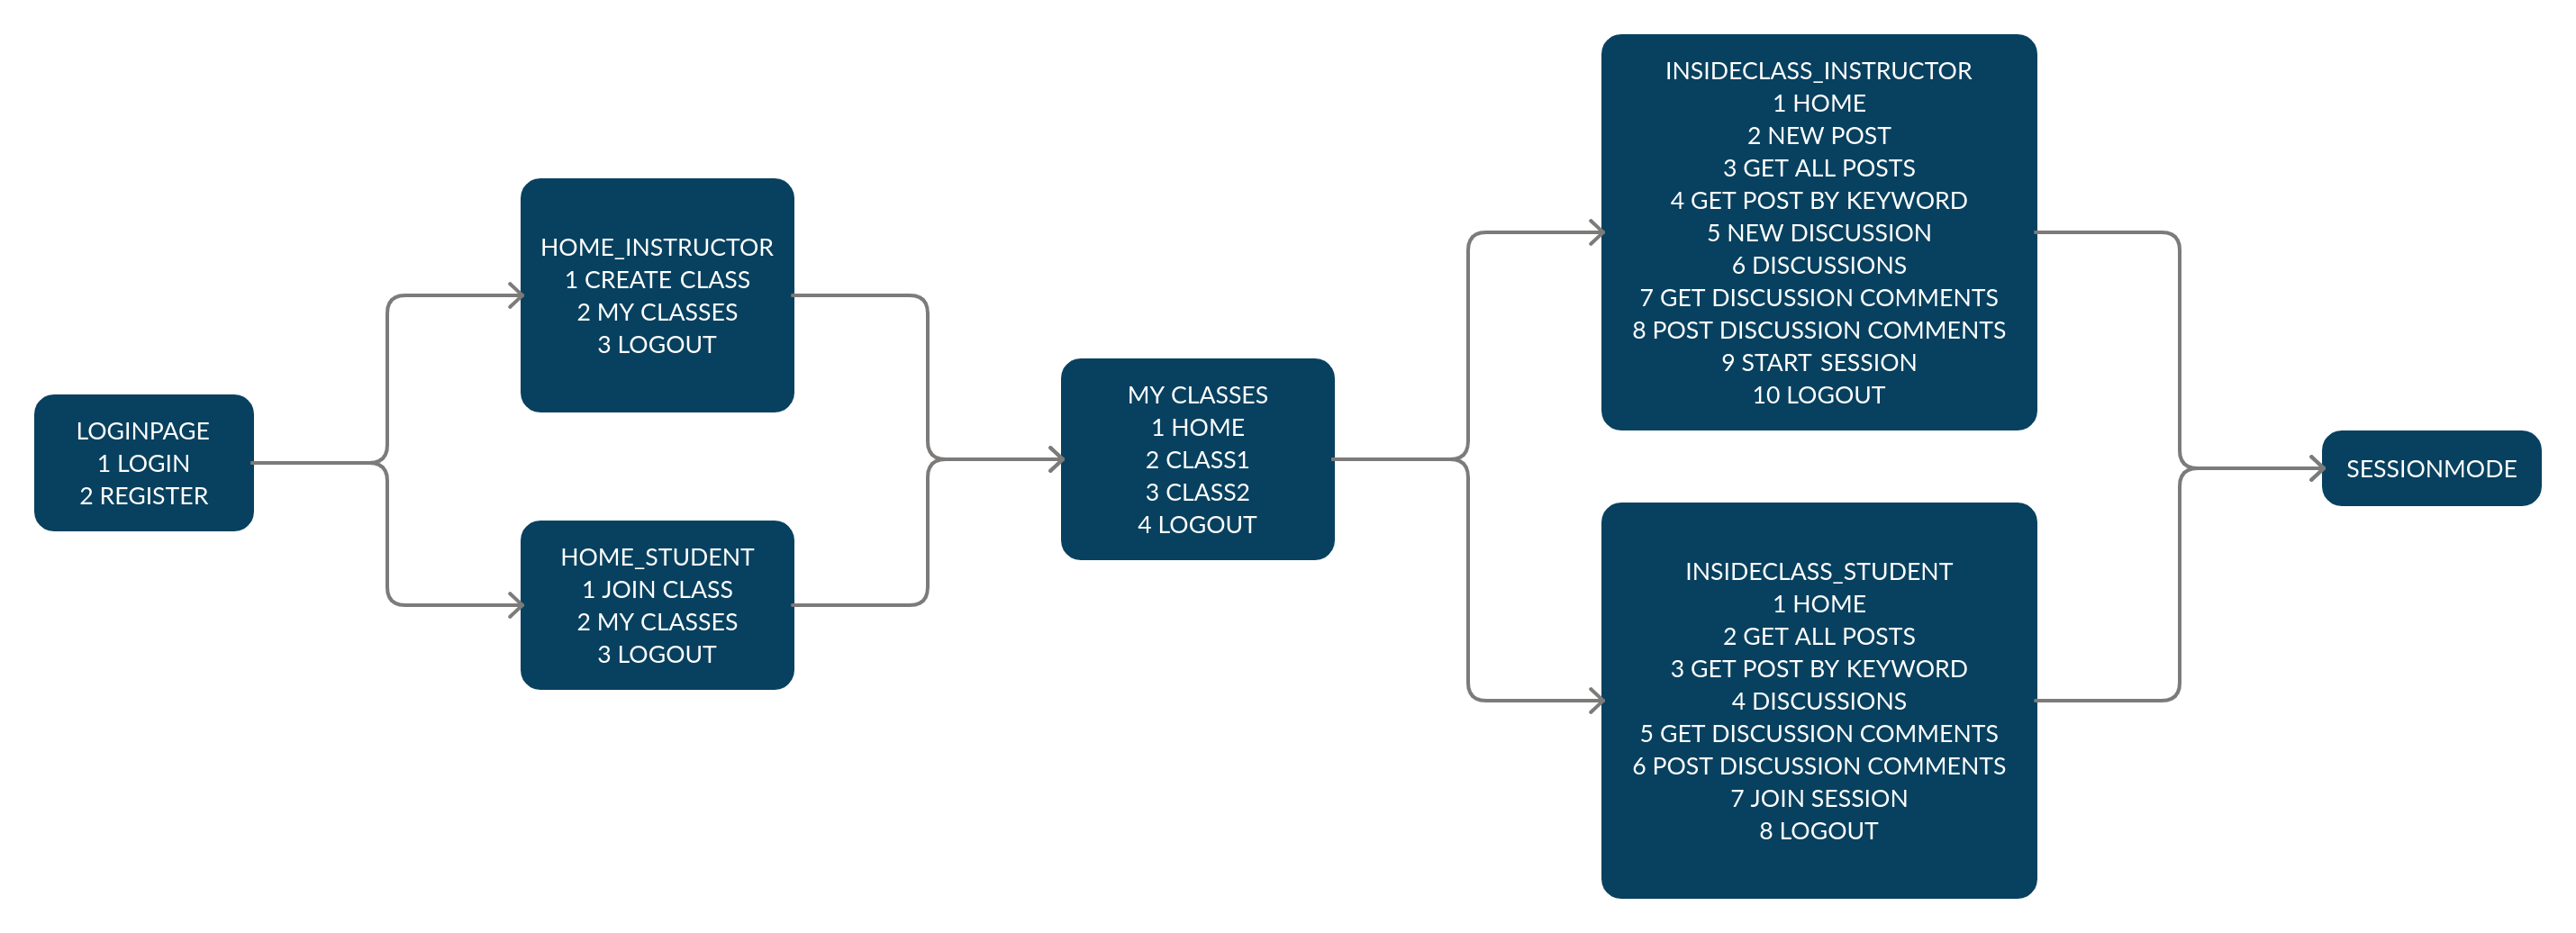 LOGINPAGE
1 LOGIN
2 REGISTER
HOME_INSTRUCTOR
1 CREATE CLASS
2 MY CLASSES
3 LOGOUT
HOME_STUDENT
1 JOIN CLASS
2 MY CLASSES
3 LOGOUT
MY CLASSES
1 HOME
2 CLASS1
3 CLASS2
4 LOGOUT
INSIDECLASS_INSTRUCTOR
1 HOME
2 NEW POST
3 GET ALL POSTS
4 GET POST BY KEYWORD
5 NEW DISCUSSION
6 DISCUSSIONS
7 GET DISCUSSION COMMENTS
8 POST DISCUSSION COMMENTS
9 START SESSION
10 LOGOUT
INSIDECLASS_STUDENT
1 HOME
2 GET ALL POSTS
3 GET POST BY KEYWORD
4 DISCUSSIONS
5 GET DISCUSSION COMMENTS
6 POST DISCUSSION COMMENTS
7 JOIN SESSION
8 LOGOUT
SESSIONMODE